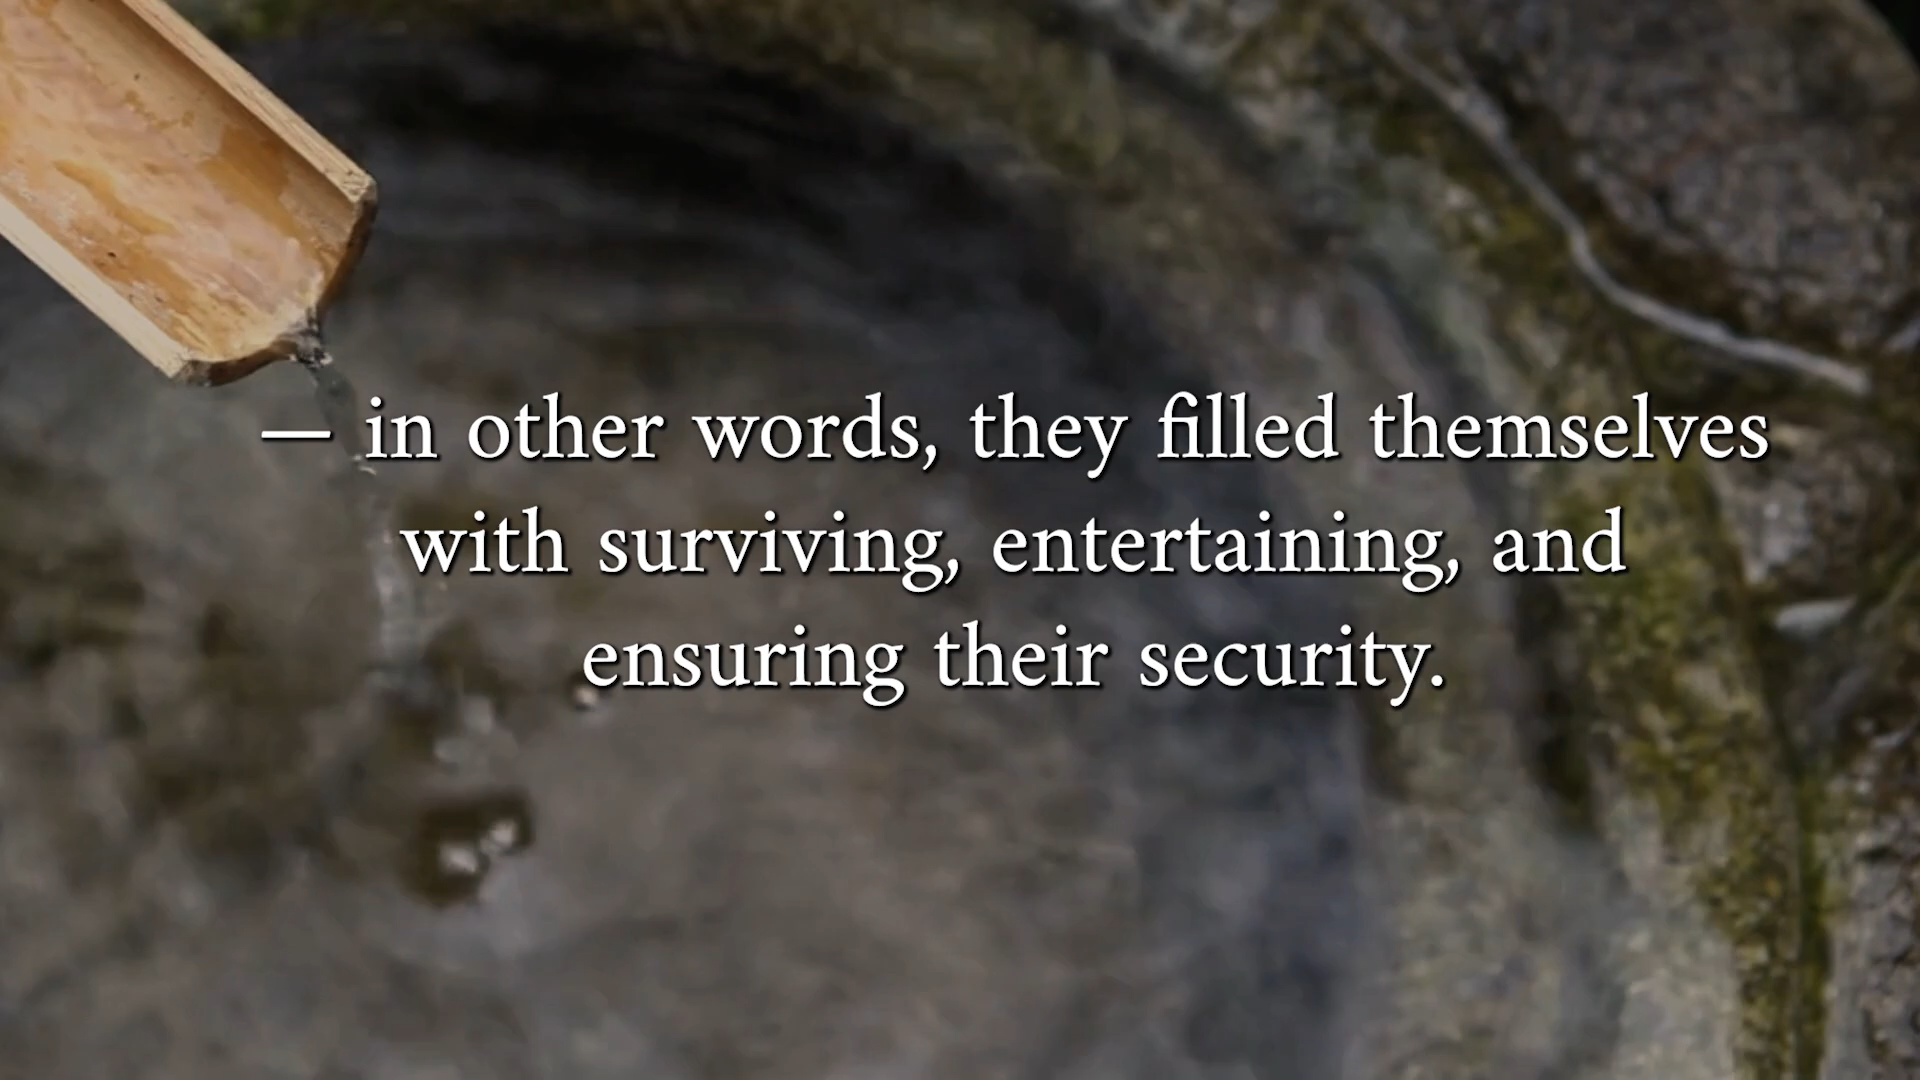 — in other words, they filled themselves
with surviving, entertaining, and
ensuring their security.